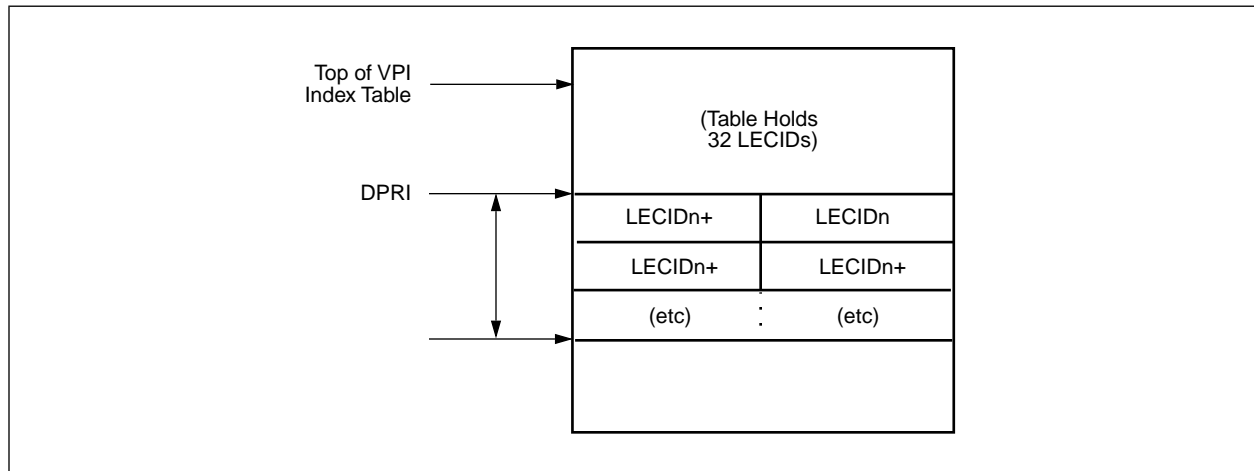 Top of VPI
Index Table
(Table Holds
32 LECIDs)
DPRI
LECIDn+ LECIDn
LECIDn+ LECIDn+
(etc) (etc)